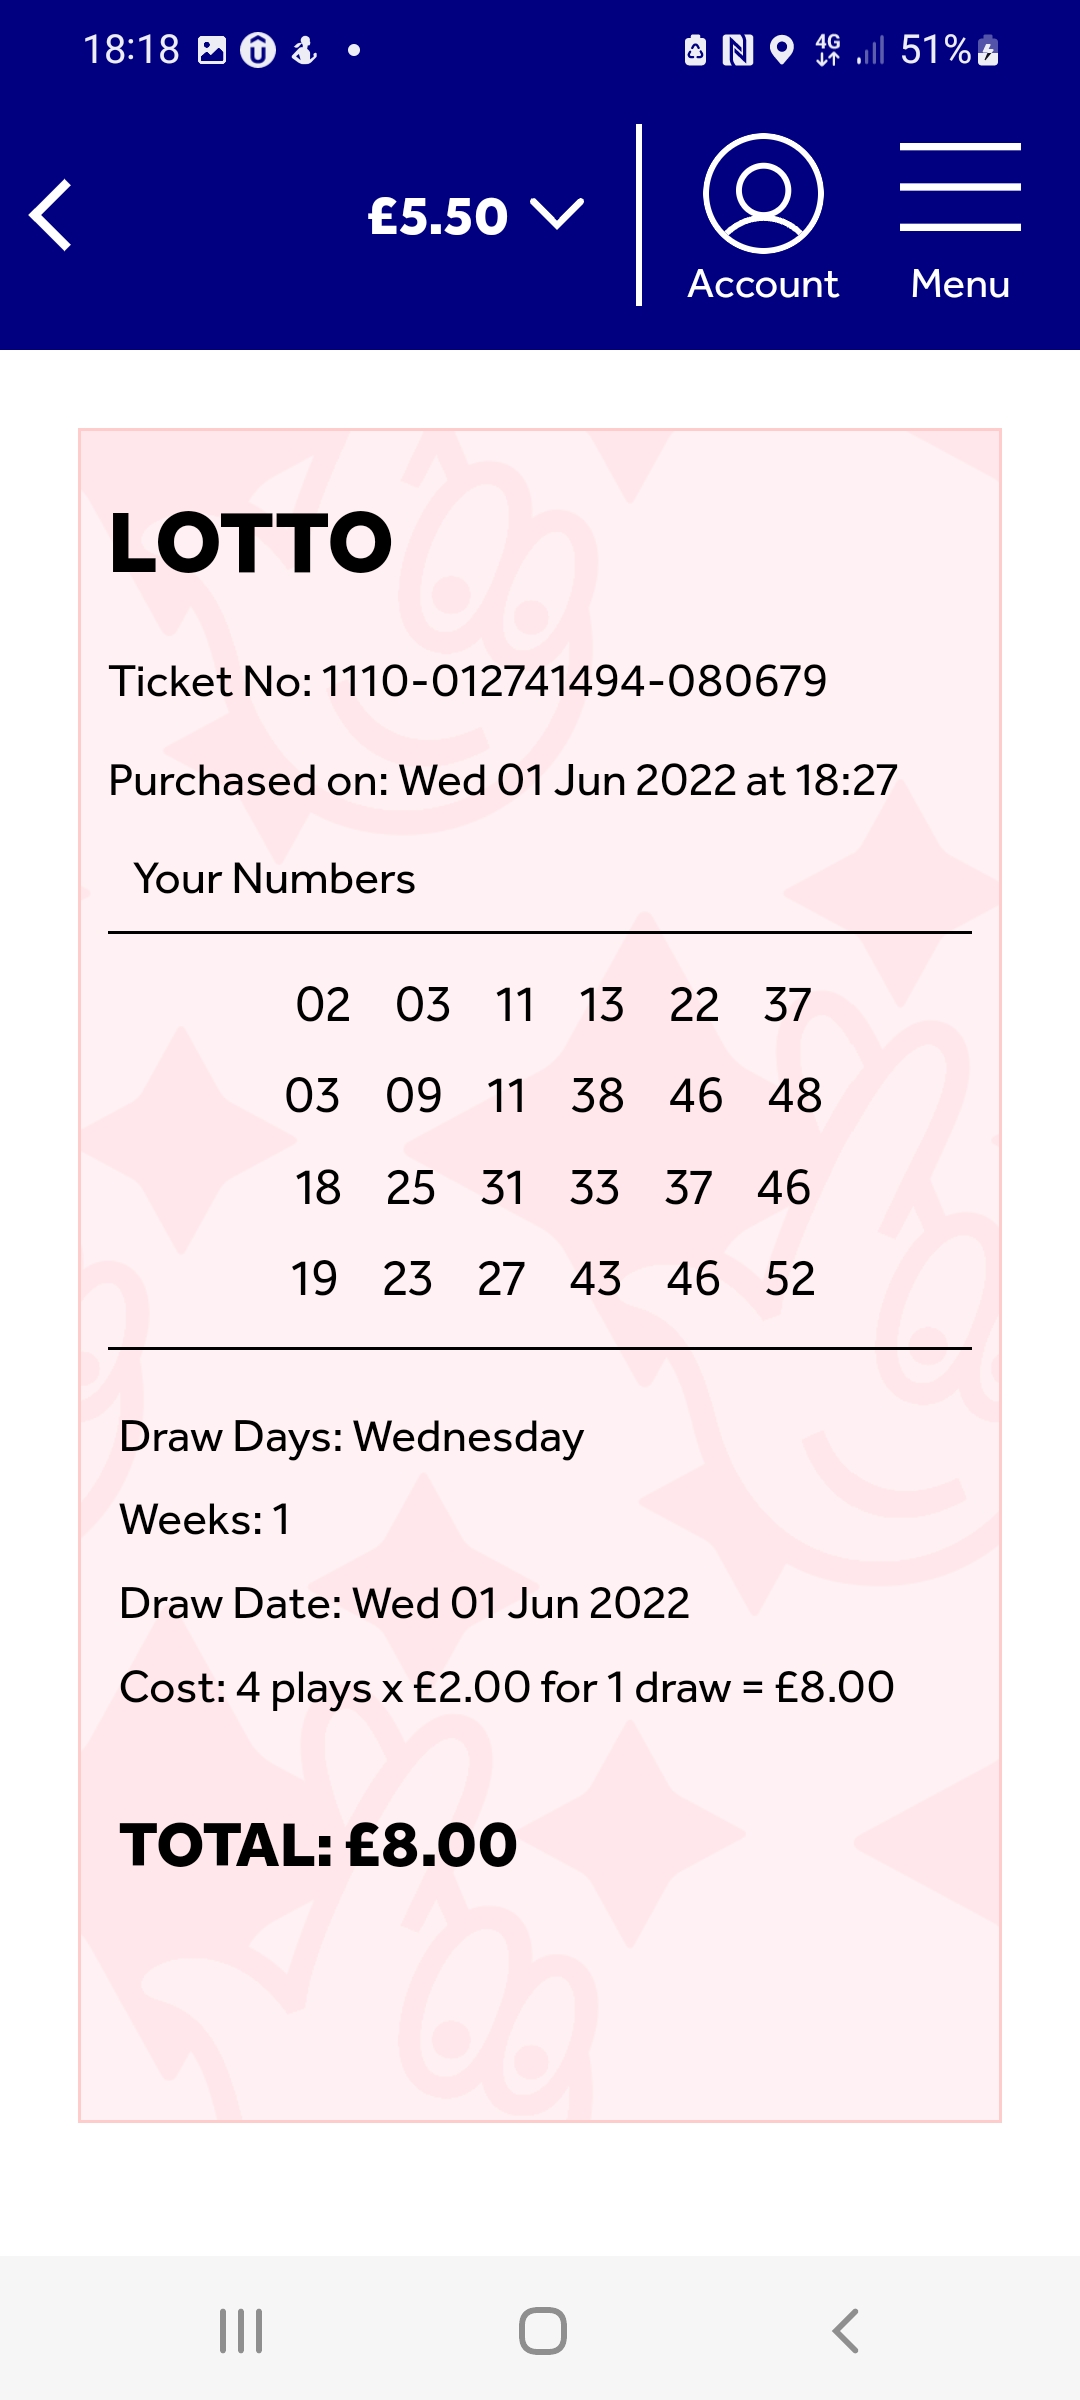 18:18 4G 51%
£5.50
Account Menu
LOTTO
Ticket No: 1110-012741494-080679
Purchased on: Wed 01 Jun 2022 at 18:27
Your Numbers
02 03 11 13 22 37
03 09 11 38 46 48
18 25 31 33 37 46
19 23 27 43 46 52
Draw Days: Wednesday
Weeks: 1
Draw Date: Wed 01 Jun 2022
Cost: 4 plays x £2.00 for 1 draw = £8.00
TOTAL: £8.00